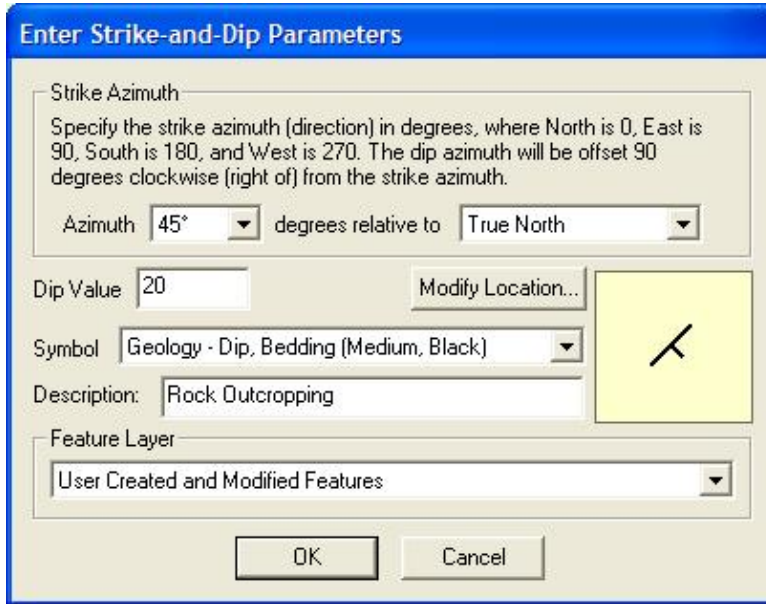 Enter Strike-and-Dip Parameters
Strike Azimuth
Specify the strike azimuth (direction) in degrees, where North is 0, East is
90, South is 180, and West is 270. The dip azimuth will be offset 90
degrees clockwise (right of) from the strike azimuth.
Azimuth 45° degrees relative to True North
Dip Value 20 Modify Location...
Symbol Geology - Dip, Bedding (Medium, Black)
Description: Rock Outcropping
Feature Layer
User Created and Modified Features
OK Cancel